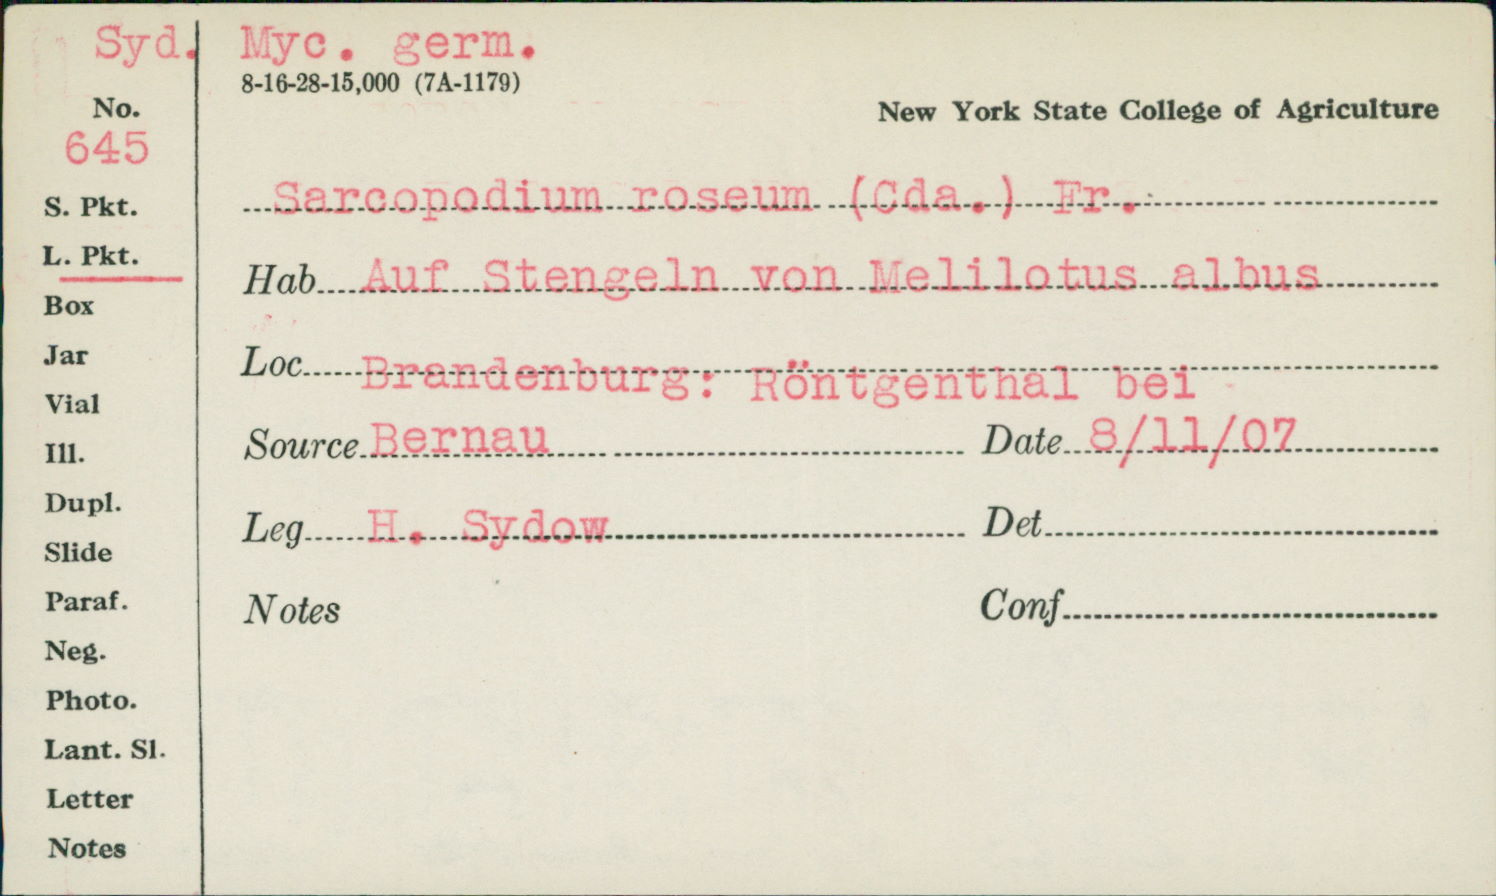 Syd. Myc. germ.
8-16-28-15,000 (7A-1179)
New York State College of Agriculture
No.
645
S. Pkt.
L. Pkt.
Box
Jar
Vial
Ill.
Dupl.
Slide
Paraf.
Neg.
Photo.
Lant. Sl.
Letter
Notes
Sarcopodium roseum (Cda.) Fr.
Hab. Auf Stengeln von Melilotus albus
Loc. Brandenburg: Röntgenthal bei
Source Bernau Date 8/11/07
Leg. H. Sydow Det
Notes Conf